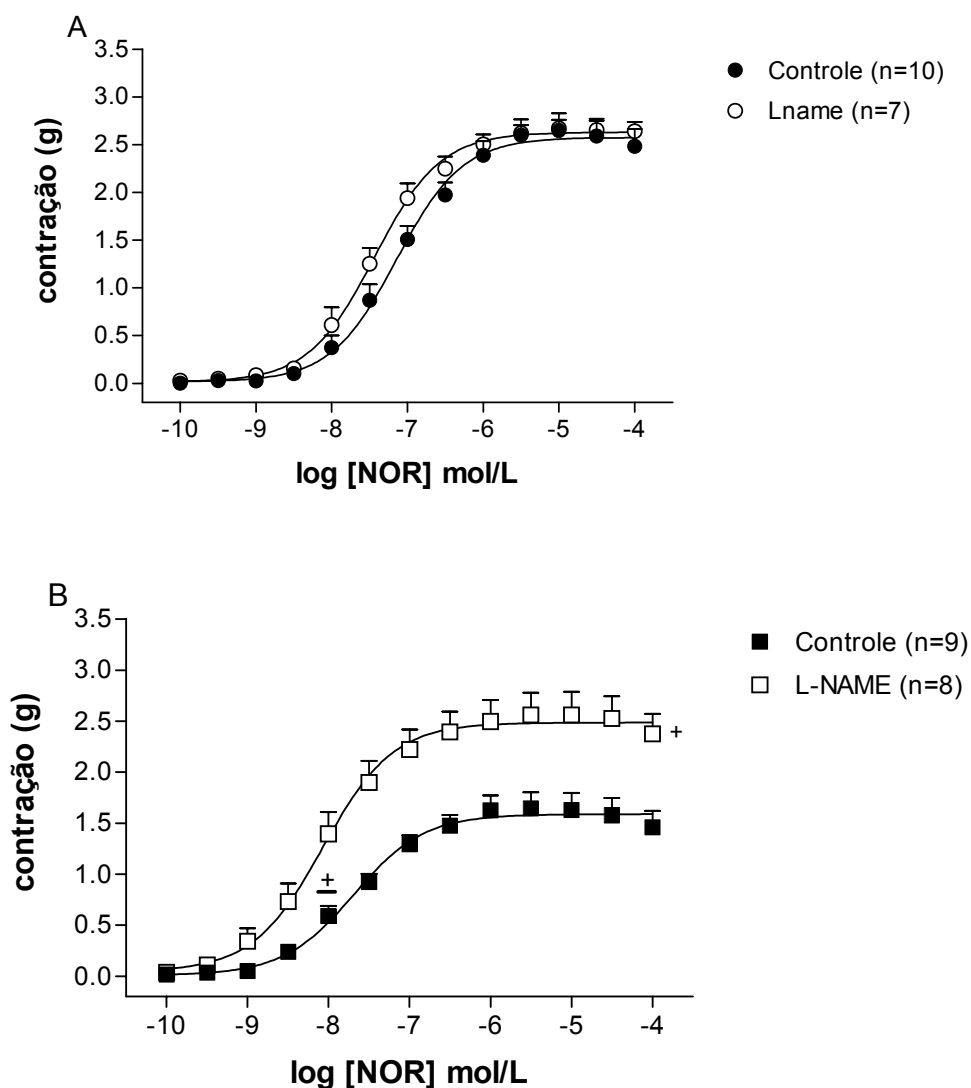 A
3.5
3.0
2.5
2.0
1.5
1.0
0.5
0.0
contração (g)
-10 -9 -8 -7 -6 -5 -4
log [NOR] mol/L
Controle (n=10)
Lname (n=7)
B
3.5
3.0
2.5
2.0
1.5
1.0
0.5
0.0
contração (g)
+
+
-10 -9 -8 -7 -6 -5 -4
log [NOR] mol/L
Controle (n=9)
L-NAME (n=8)